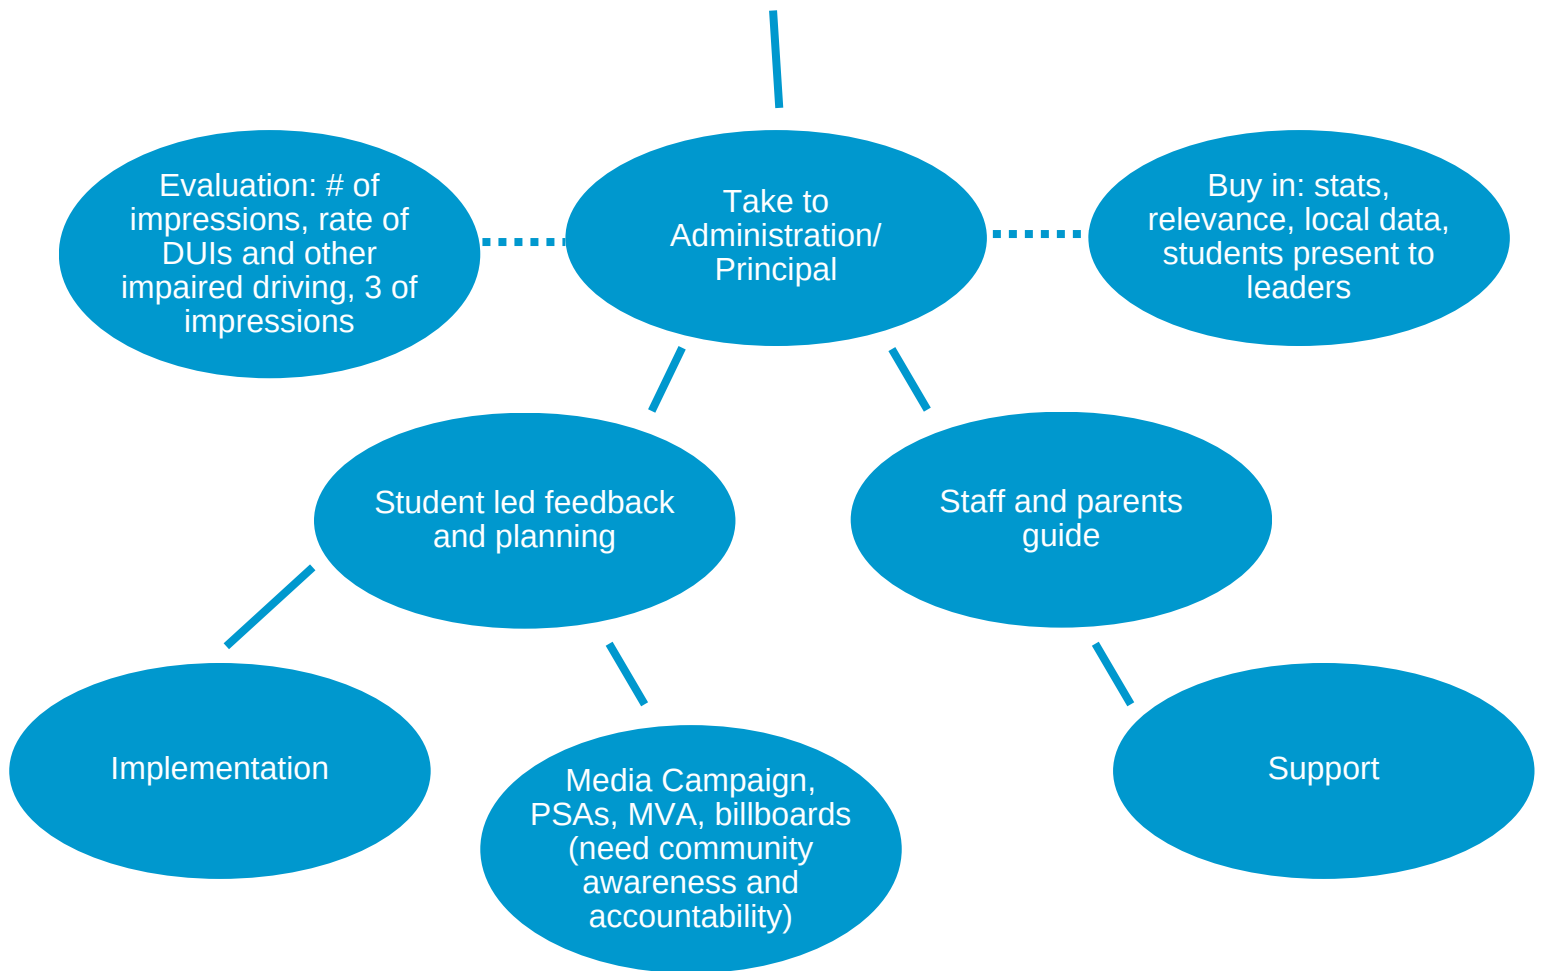 Evaluation: # of
impressions, rate of
DUIs and other
impaired driving, 3 of
impressions
Take to
Administration/
Principal
Buy in: stats,
relevance, local data,
students present to
leaders
Student led feedback
and planning
Staff and parents
guide
Implementation
Media Campaign,
PSAs, MVA, billboards
(need community
awareness and
accountability)
Support